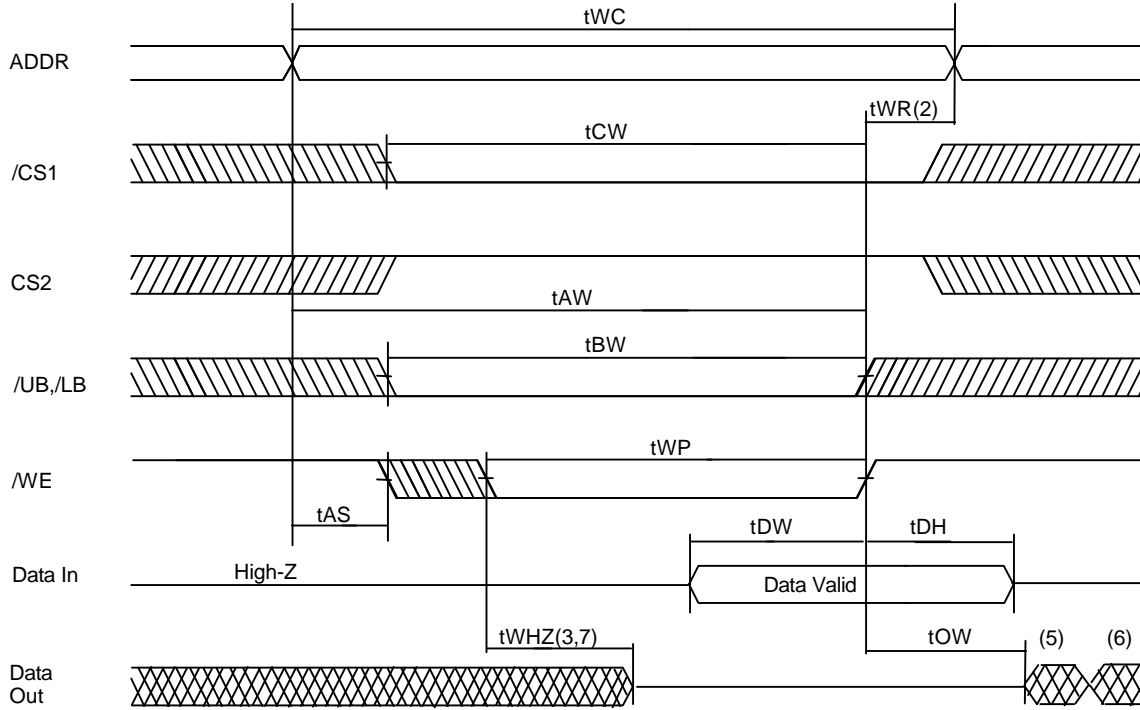 tWC
ADDR
tWR(2)
tCW
/CS1
CS2
tAW
tBW
/UB,/LB
tWP
/WE
tAS
tDW
tDH
Data In
High-Z
Data Valid
tWHZ(3,7)
tOW
(5)
(6)
Data
Out